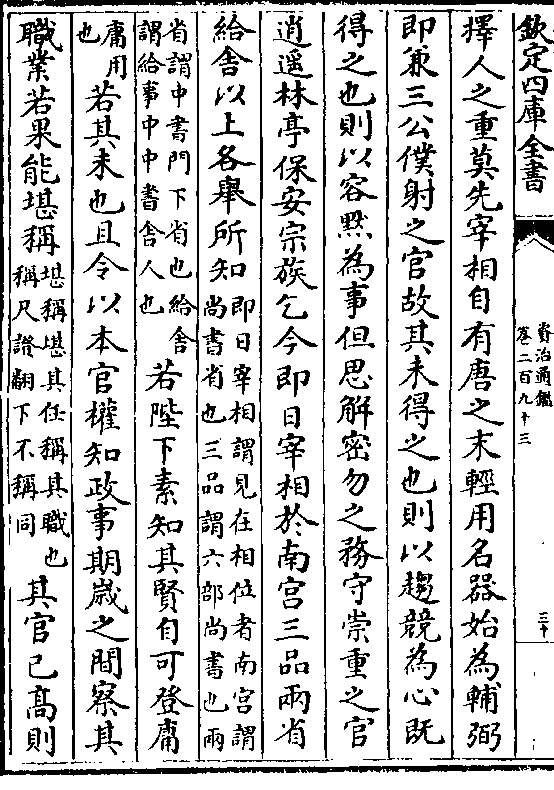 欽定四庫全書
資治通鑑
卷二百九十三
三十
擇人之重莫先宰相自有唐之末輕用名器始為輔弼
即兼三公僕射之官故其未得之也則以趨競為心既
得之也則以容黙為事但思解密勿之務守崇重之官
逍遥林亭保安宗族乞今即日宰相於南宫三品兩省
給舍以上各舉所知即日宰相謂見在相位者南宫謂
尚書省也三品謂六部尚書也兩
省謂中書門下省也給舍
謂給事中中書舍人也
若陛下素知其賢自可登庸
庸用
也
若其未也且令以本官權知政事期歳之間察其
職業若果能堪稱堪稱堪其任稱其職也
稱尺證翻下不稱同
其官已髙則